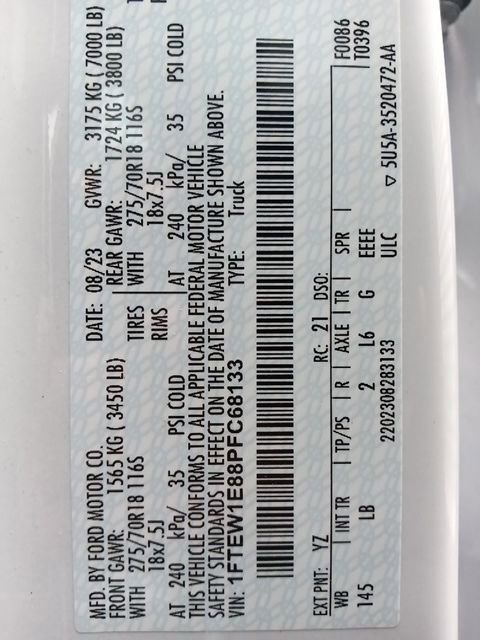 MFD. BY FORD MOTOR CO. DATE: 08/23 GVWR: 3175 KG ( 7000 LB)
FRONT GAWR: 1565 KG ( 3450 LB) REAR GAWR: 1724 KG ( 3800 LB)
WITH 275/70R18 116S TIRES WITH 275/70R18 116S
18x7.5J RIMS 18x7.5J
AT 240 kPa/ 35 PSI COLD AT 240 kPa/ 35 PSI COLD
THIS VEHICLE CONFORMS TO ALL APPLICABLE FEDERAL MOTOR VEHICLE
SAFETY STANDARDS IN EFFECT ON THE DATE OF MANUFACTURE SHOWN ABOVE.
VIN: 1FTEW1E88PFC68133 TYPE: Truck
EXT PNT: YZ RC: 21 DSO: F0086
WB INT TR TP/PS R AXLE TR SPR T0396
145 LB 2 L6 G EEEE
2202308283133 ULC ▽ 5U5A-3520472-AA